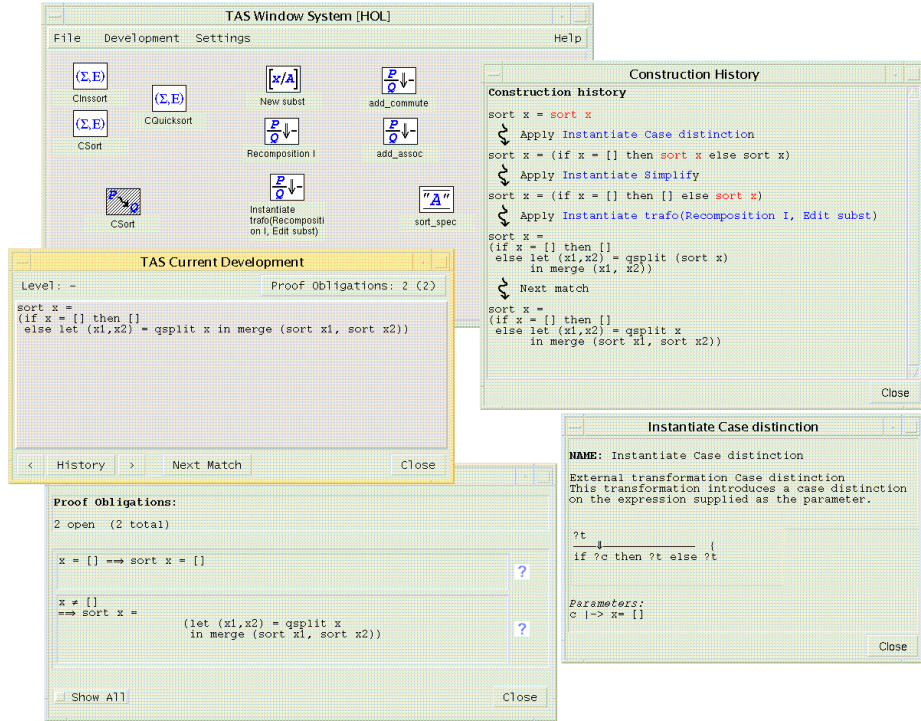 TAS Window System [HOL]
File Development Settings Help
(Σ,E)
CInssort
(Σ,E)
CQuicksort
(Σ,E)
CSort
[x/A]
New subst
P/Q ⇓-
add_commute
P/Q ⇓-
Recomposition I
P/Q ⇓-
add_assoc
P Q
CSort
P/Q ⇓-
Instantiate
trafo(Recompositi
on I, Edit subst)
"A"
sort_spec
Construction History
Construction history
sort x = sort x
Apply Instantiate Case distinction
sort x = (if x = [] then sort x else sort x)
Apply Instantiate Simplify
sort x = (if x = [] then [] else sort x)
Apply Instantiate trafo(Recomposition I, Edit subst)
sort x =
(if x = [] then []
else let (x1,x2) = qsplit (sort x)
in merge (x1, x2))
Next match
sort x =
(if x = [] then []
else let (x1,x2) = qsplit x
in merge (sort x1, sort x2))
Close
TAS Current Development
Level: - Proof Obligations: 2 (2)
sort x =
(if x = [] then []
else let (x1,x2) = qsplit x in merge (sort x1, sort x2))
< History > Next Match Close
Proof Obligations:
2 open (2 total)
x = [] ==> sort x = []
?
x ≠ []
==> sort x =
(let (x1,x2) = qsplit x
in merge (sort x1, sort x2))
?
Show All Close
Instantiate Case distinction
NAME: Instantiate Case distinction
External transformation Case distinction
This transformation introduces a case distinction
on the expression supplied as the parameter.
?t
⇓ {
if ?c then ?t else ?t
Parameters:
c |-> x= []
Close